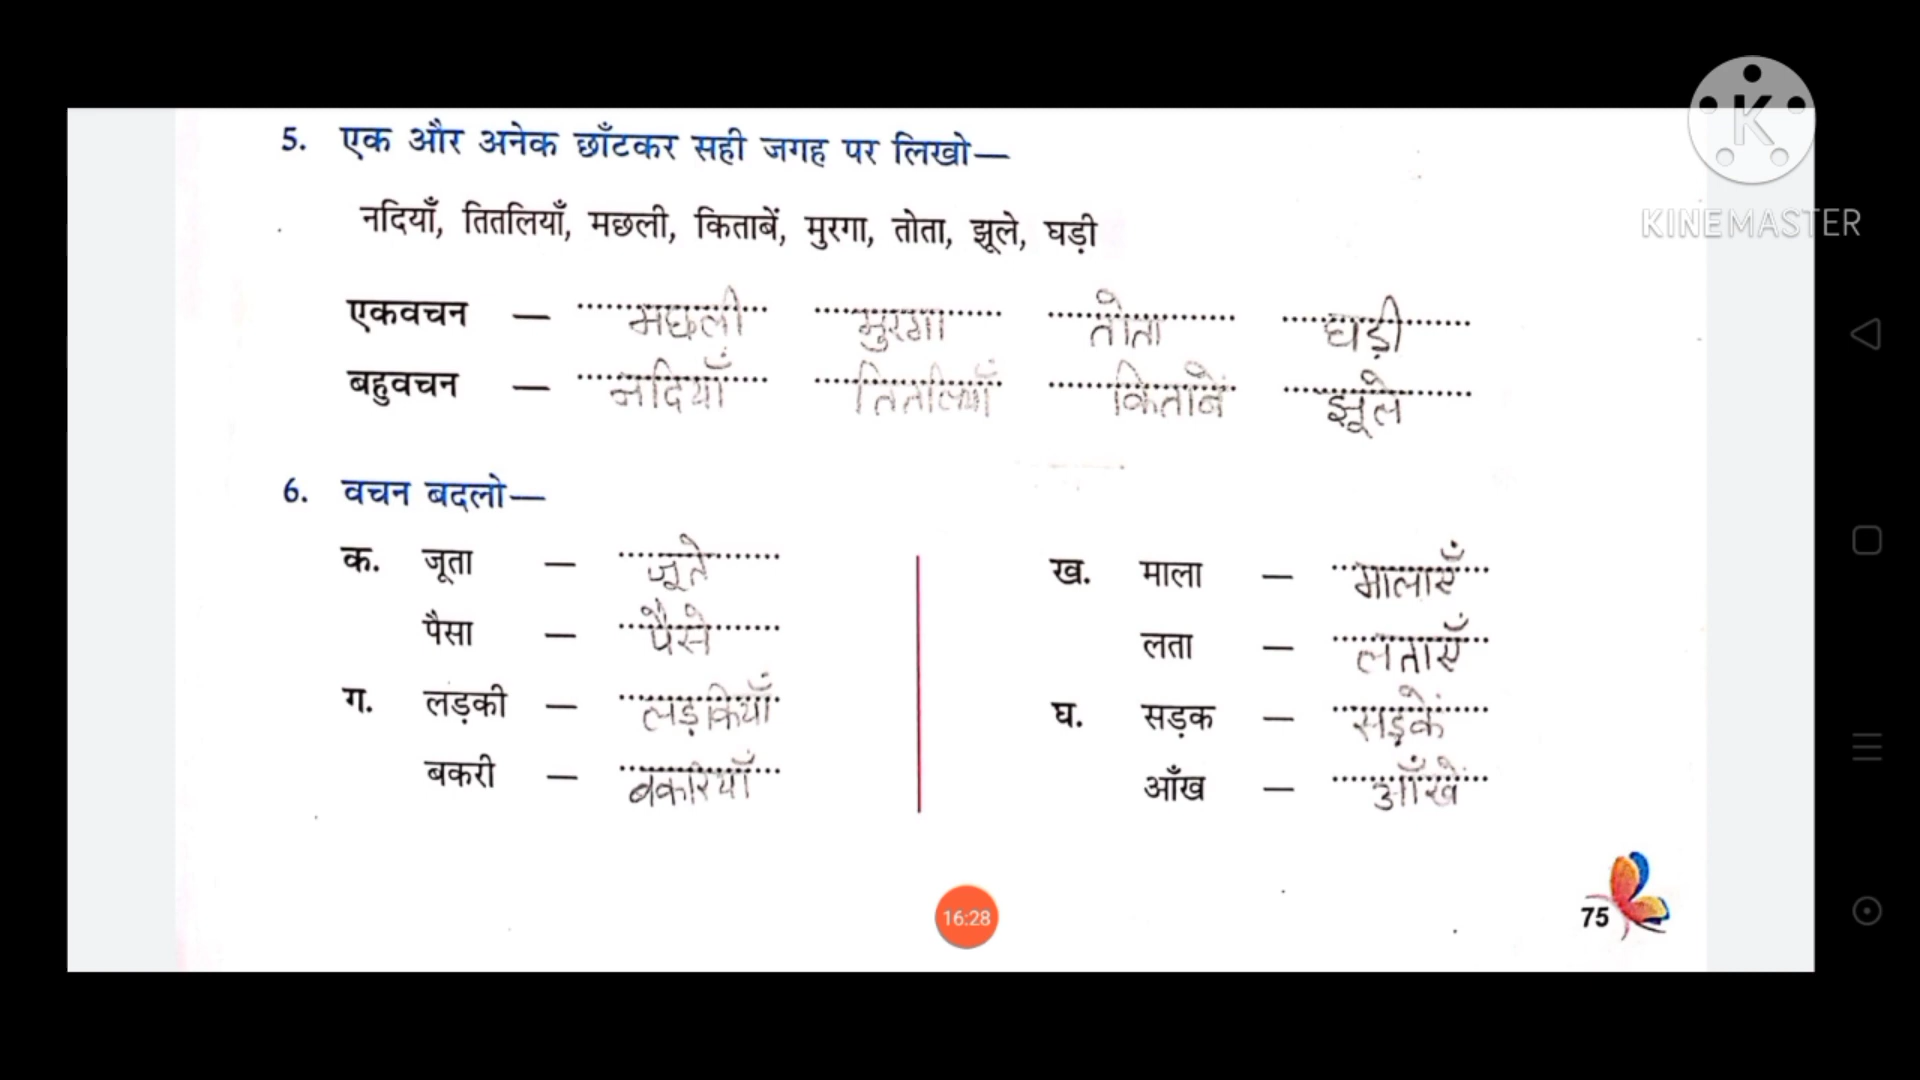 5. एक और अनेक छाँटकर सही जगह पर लिखो—
नदियाँ, तितलियाँ, मछली, किताबें, मुरगा, तोता, झूले, घड़ी
एकवचन — मछली मुरगा तोता घड़ी
बहुवचन — नदियाँ तितलियाँ किताबें झूले
6. वचन बदलो—
क. जूता — जूते
पैसा — पैसे
ग. लड़की — लड़कियाँ
बकरी — बकरियाँ
ख. माला — मालाएँ
लता — लताएँ
घ. सड़क — सड़कें
आँख — आँखें
75
16:28
K
KINEMASTER